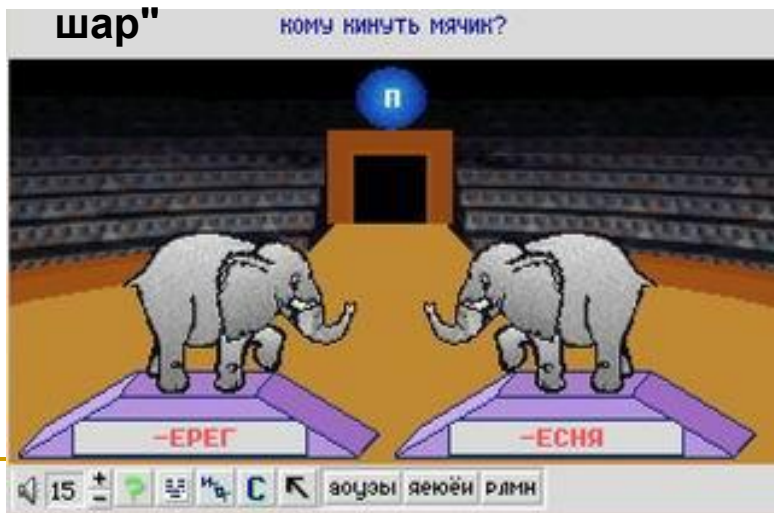 шар"
КОМУ КИНУТЬ МЯЧИК?
П
-ЕРЕГ
-ЕСНЯ
15 + - ? С аоуэы яеюёи рлмн